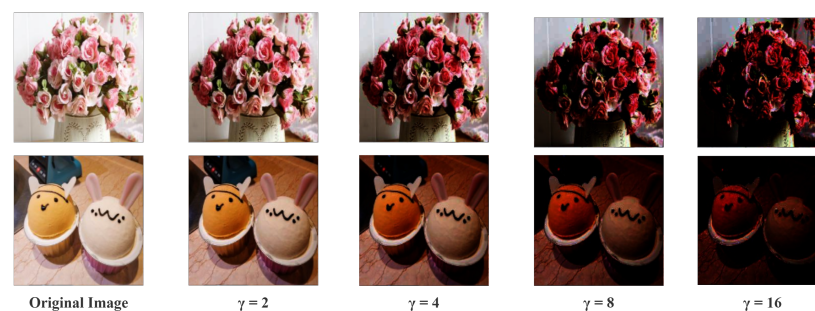 Original Image
γ = 2
γ = 4
γ = 8
γ = 16